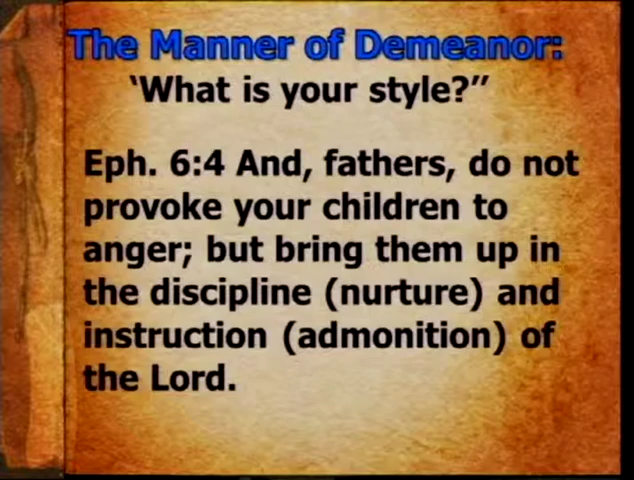 The Manner of Demeanor:
‘What is your style?”
Eph. 6:4 And, fathers, do not
provoke your children to
anger; but bring them up in
the discipline (nurture) and
instruction (admonition) of
the Lord.